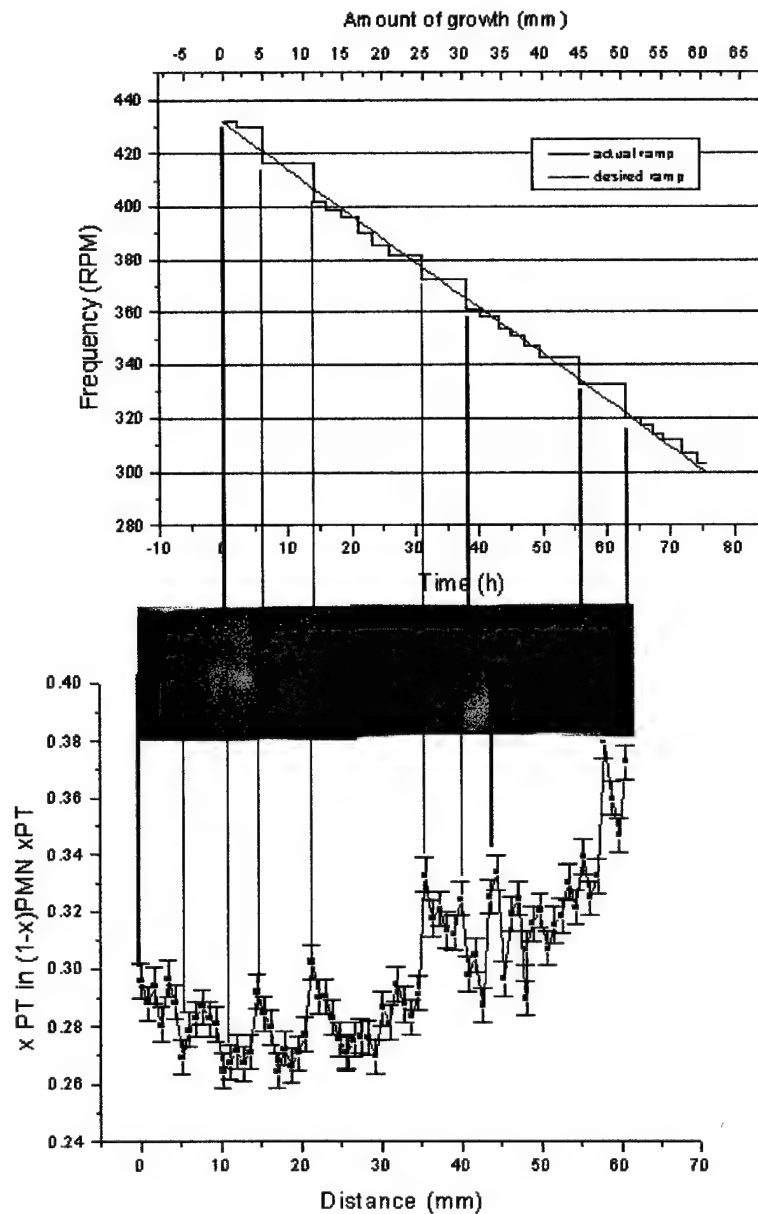 Amount of growth (mm)
-5 0 5 10 15 20 25 30 35 40 45 50 55 60 65
440
420
400
380
360
340
320
300
280
Frequency (RPM)
actual ramp
desired ramp
-10 0 10 20 30 40 50 60 70 80
Time (h)
0.40
0.38
0.36
0.34
0.32
0.30
0.28
0.26
0.24
x PT in (1-x)PMN xPT
0 10 20 30 40 50 60 70
Distance (mm)